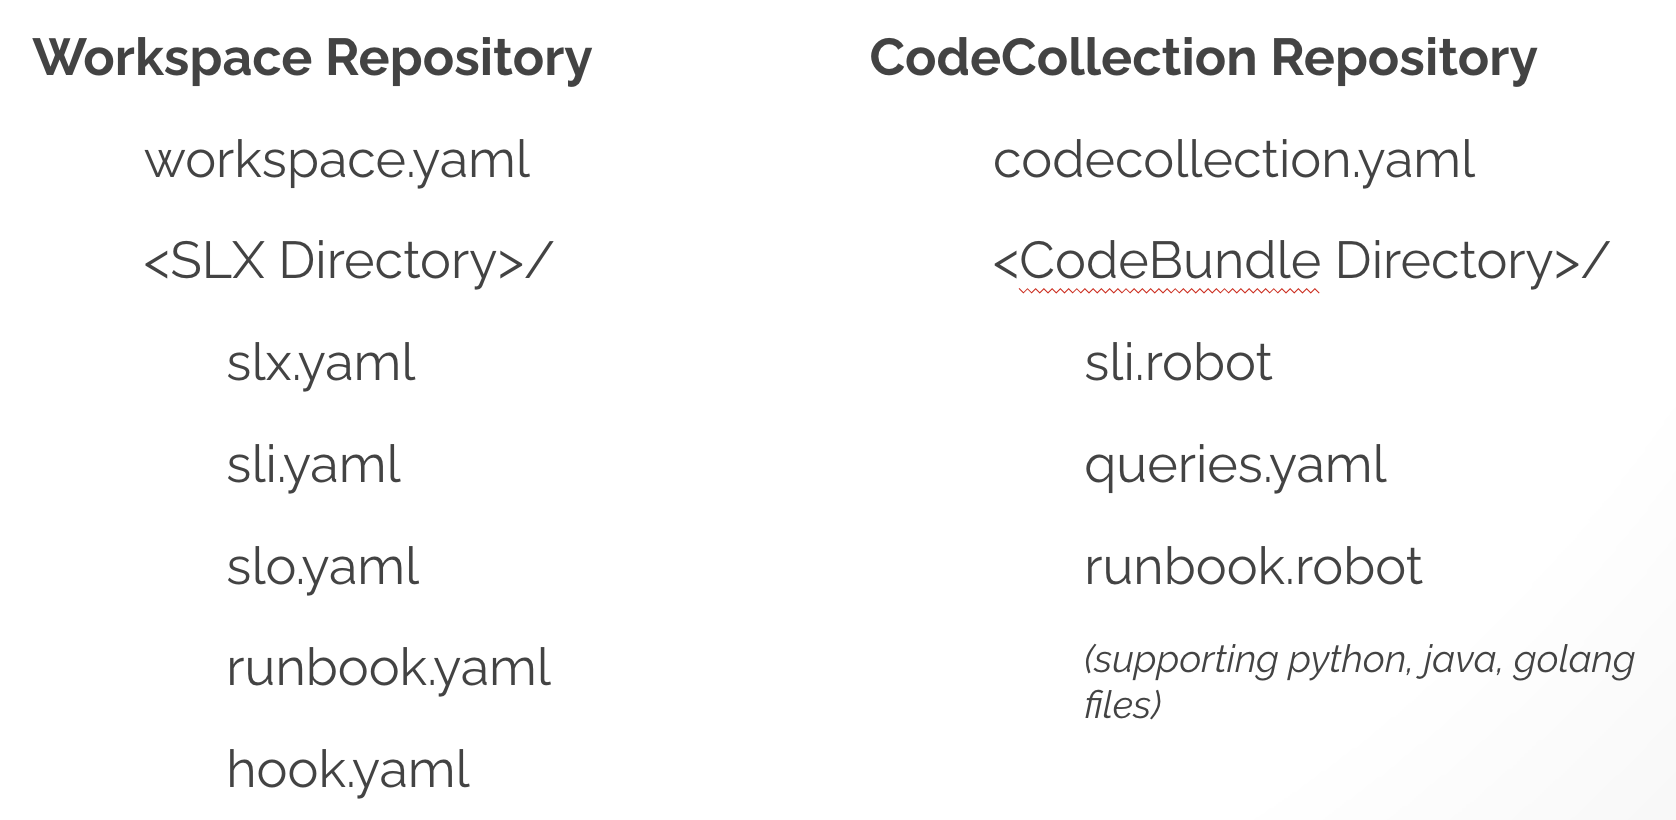 Workspace Repository
workspace.yaml
<SLX Directory>/
slx.yaml
sli.yaml
slo.yaml
runbook.yaml
hook.yaml
CodeCollection Repository
codecollection.yaml
<CodeBundle Directory>/
sli.robot
queries.yaml
runbook.robot
(supporting python, java, golang
files)